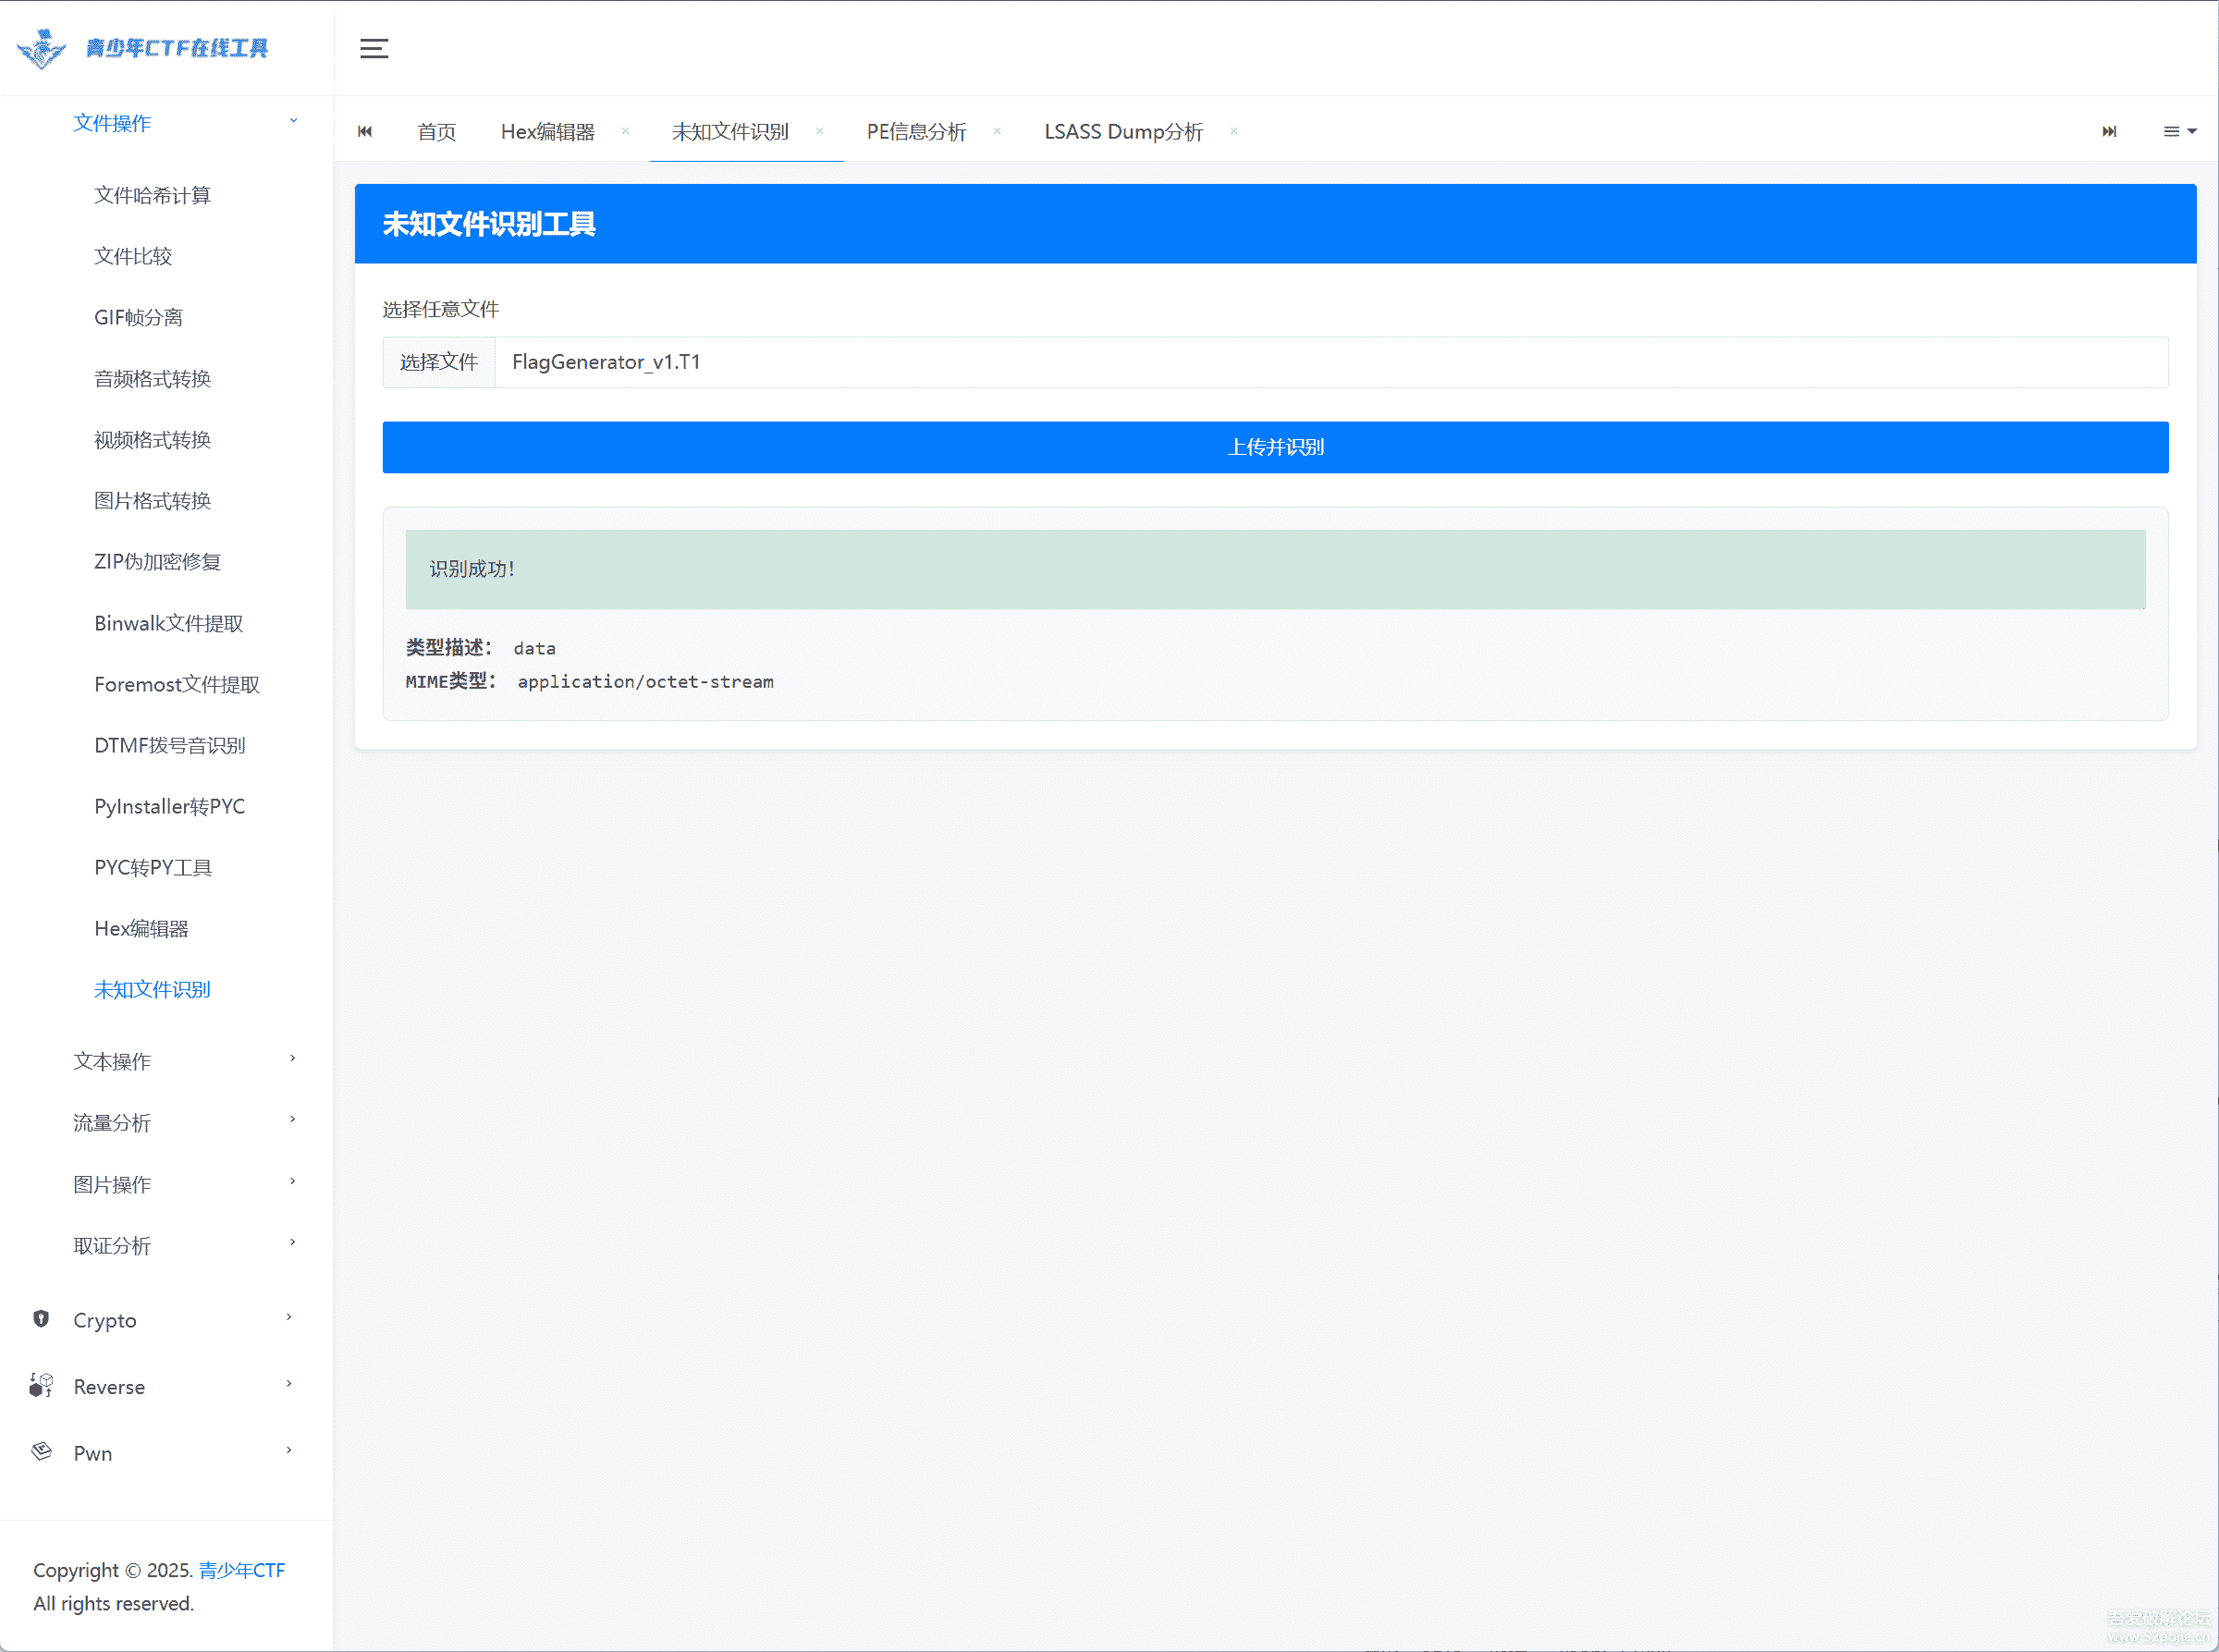 青少年CTF在线工具
文件操作
文件哈希计算
文件比较
GIF帧分离
音频格式转换
视频格式转换
图片格式转换
ZIP伪加密修复
Binwalk文件提取
Foremost文件提取
DTMF拨号音识别
PyInstaller转PYC
PYC转PY工具
Hex编辑器
未知文件识别
文本操作
流量分析
图片操作
取证分析
Crypto
Reverse
Pwn
Copyright © 2025. 青少年CTF
All rights reserved.
首页 Hex编辑器 × 未知文件识别 × PE信息分析 × LSASS Dump分析 ×
未知文件识别工具
选择任意文件
选择文件 FlagGenerator_v1.T1
上传并识别
识别成功！
类型描述： data
MIME类型： application/octet-stream
吾爱破解论坛
www.52pojie.cn